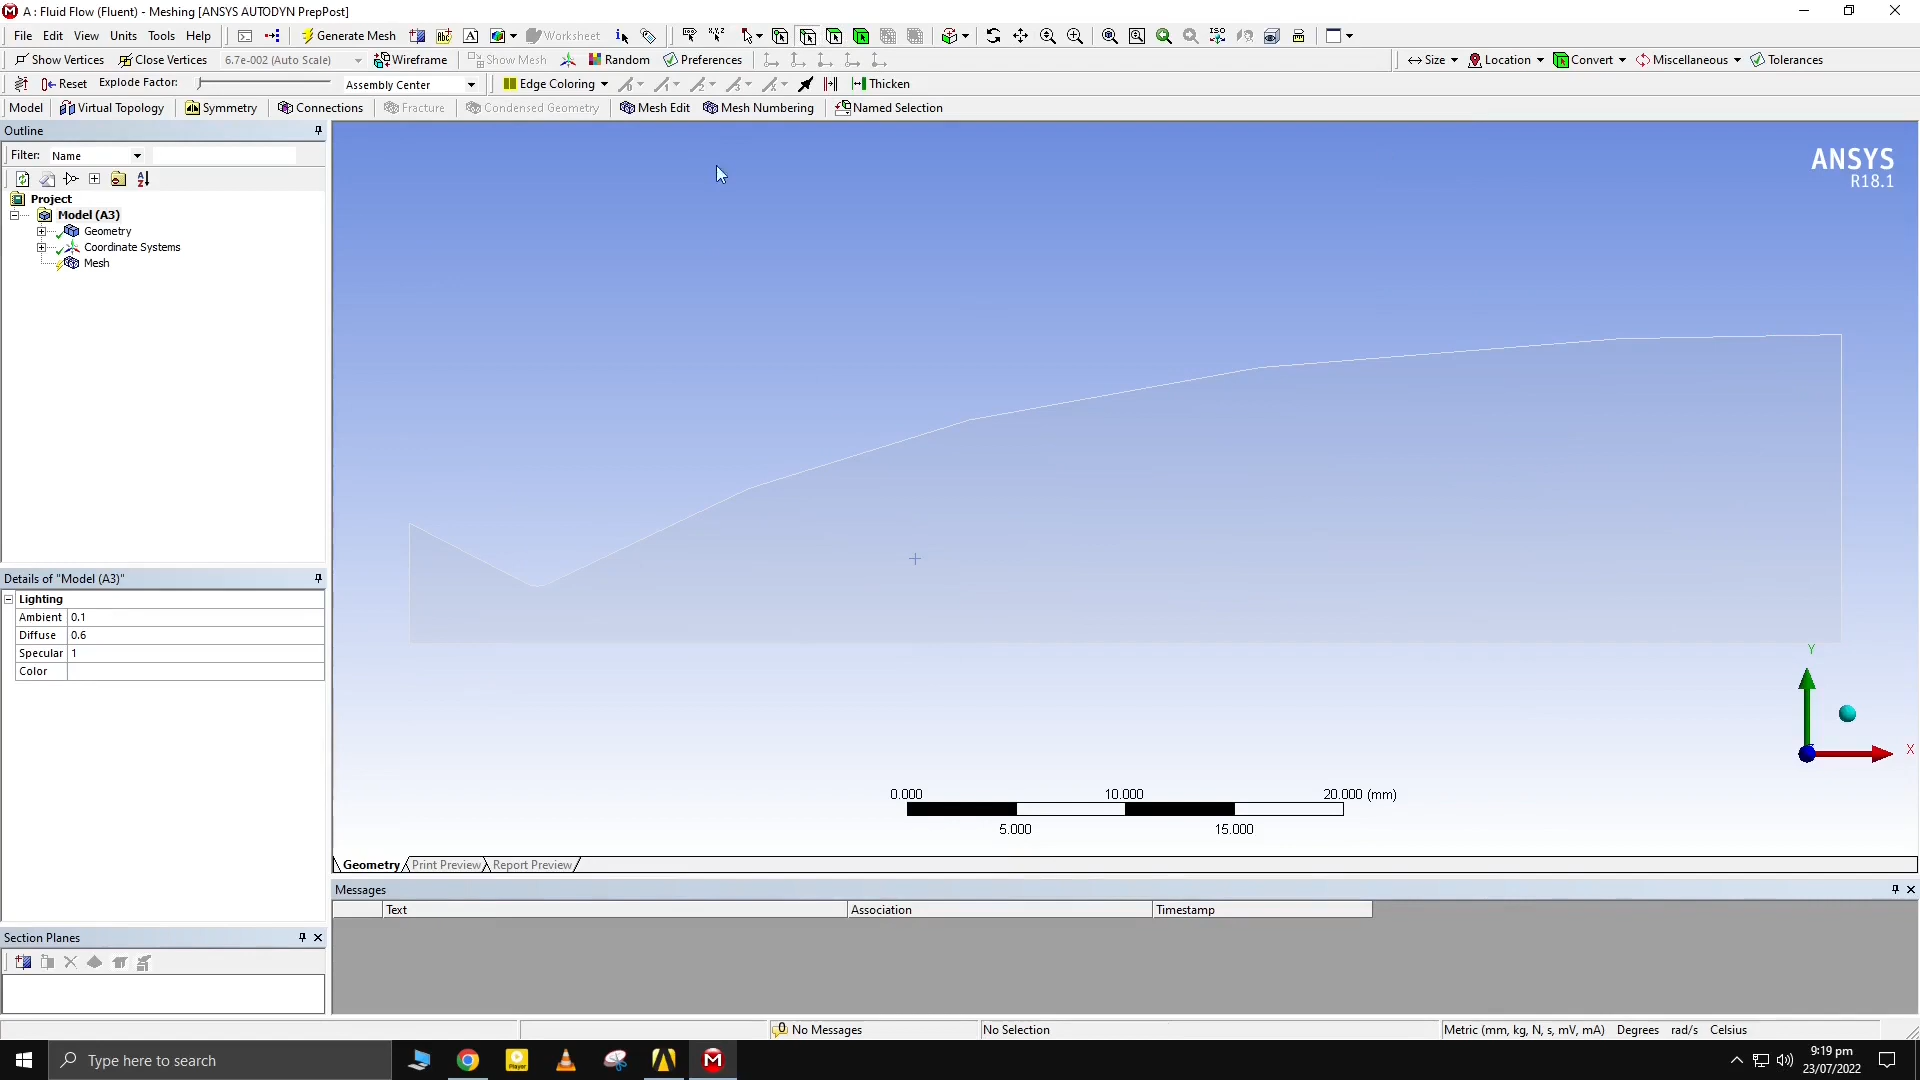 A : Fluid Flow (Fluent) - Meshing [ANSYS AUTODYN PrepPost]
File Edit View Units Tools Help Generate Mesh Worksheet
Show Vertices Close Vertices 6.7e-002 (Auto Scale) Wireframe Show Mesh Random Preferences Size Location Convert Miscellaneous Tolerances
Reset Explode Factor: Assembly Center Edge Coloring Thicken
Model Virtual Topology Symmetry Connections Fracture Condensed Geometry Mesh Edit Mesh Numbering Named Selection
Outline
Filter: Name
Project
Model (A3)
Geometry
Coordinate Systems
Mesh
ANSYS
R18.1
Details of "Model (A3)"
Lighting
Ambient 0.1
Diffuse 0.6
Specular 1
Color
Y
X
0.000 10.000 20.000 (mm)
5.000 15.000
Geometry Print Preview Report Preview
Messages
Text Association Timestamp
Section Planes
0 No Messages No Selection Metric (mm, kg, N, s, mV, mA) Degrees rad/s Celsius
Type here to search
9:19 pm
23/07/2022